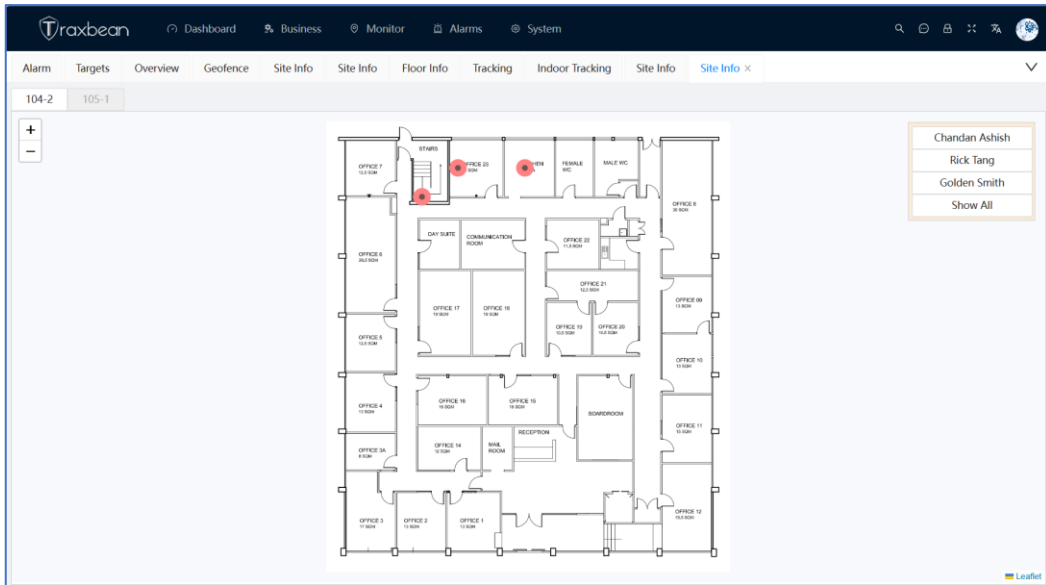 Traxbean
Dashboard
Business
Monitor
Alarms
System
Alarm
Targets
Overview
Geofence
Site Info
Site Info
Floor Info
Tracking
Indoor Tracking
Site Info
Site Info ×
104-2
105-1
+
−
Chandan Ashish
Rick Tang
Golden Smith
Show All
STAIRS
OFFICE 7
OFFICE 23
SQM
FEMALE
WC
MALE WC
OFFICE 8
OFFICE 6
DAY SUITE
COMMUNICATION
ROOM
OFFICE 22
OFFICE 21
OFFICE 09
OFFICE 17
OFFICE 18
OFFICE 19
OFFICE 20
OFFICE 5
OFFICE 10
OFFICE 4
OFFICE 16
OFFICE 15
BOARDROOM
OFFICE 11
RECEPTION
OFFICE 3A
OFFICE 14
MAIL
ROOM
OFFICE 3
OFFICE 2
OFFICE 1
OFFICE 12
Leaflet